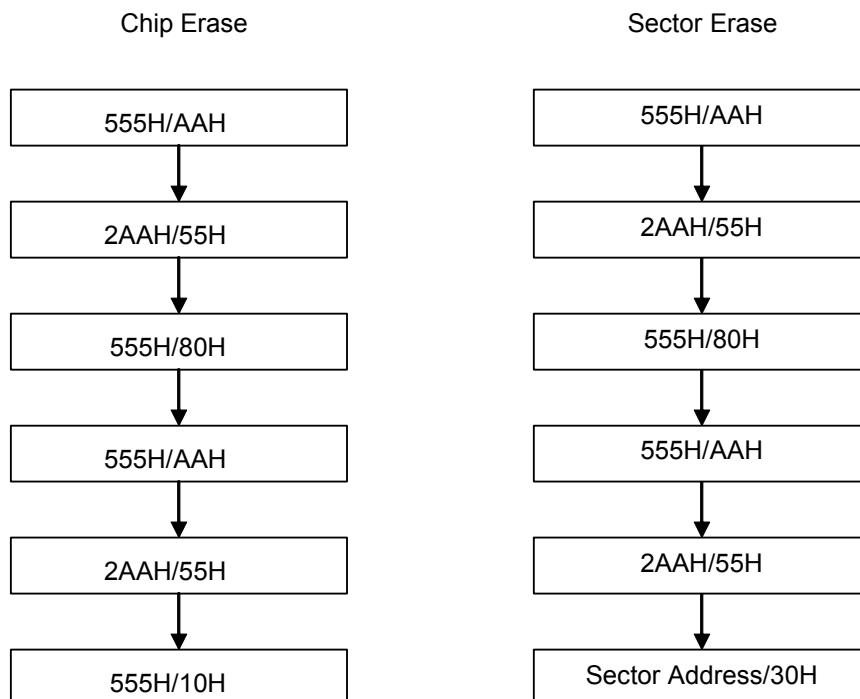 Chip Erase
555H/AAH
2AAH/55H
555H/80H
555H/AAH
2AAH/55H
555H/10H
Sector Erase
555H/AAH
2AAH/55H
555H/80H
555H/AAH
2AAH/55H
Sector Address/30H